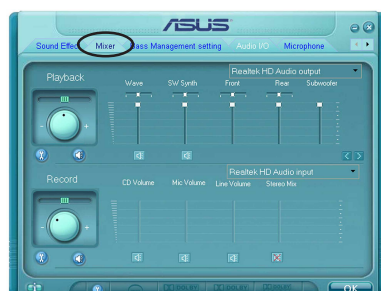 ASUS
Sound Effect Mixer Bass Management setting Audio I/O Microphone
Playback
Realtek HD Audio output
Wave SW Synth Front Rear Subwoofer
Record
Realtek HD Audio input
CD Volume Mic Volume Line Volume Stereo Mix
OK